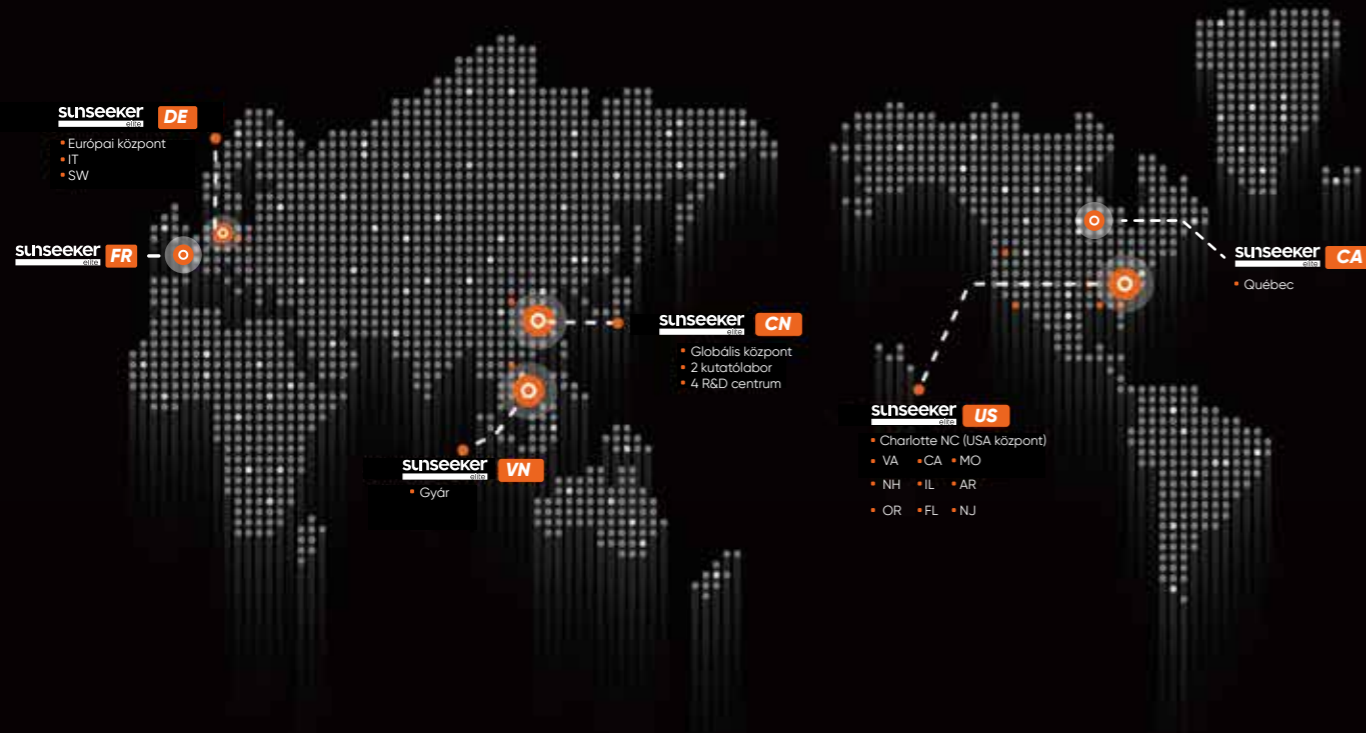 sunseeker elite DE
Európai központ
IT
SW
sunseeker elite FR
sunseeker elite CN
Globális központ
2 kutatólabor
4 R&D centrum
sunseeker elite VN
Gyár
sunseeker elite CA
Québec
sunseeker elite US
Charlotte NC (USA központ)
VA CA MO
NH IL AR
OR FL NJ